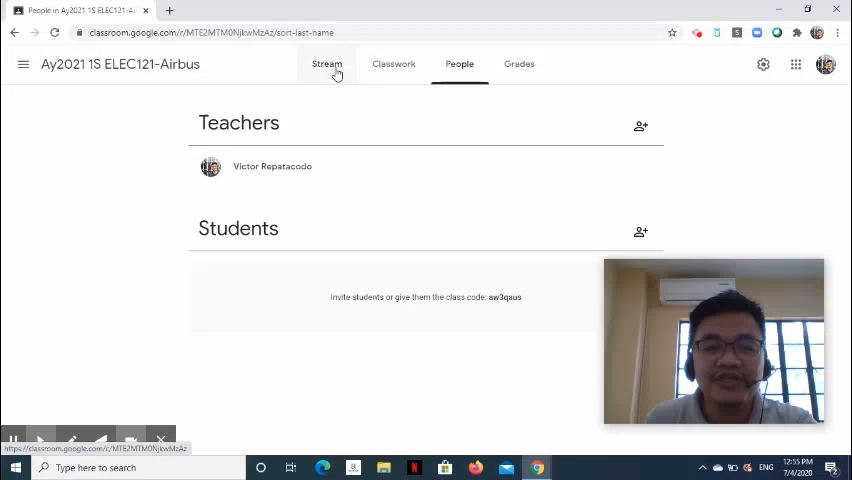 People in Ay2021 1S ELEC121-Ai
classroom.google.com/r/MTE2MTM0NjkwMzAz/sort-last-name
Ay2021 1S ELEC121-Airbus
Stream
Classwork
People
Grades
Teachers
Victor Repatacodo
Students
Invite students or give them the class code: aw3qaus
https://classroom.google.com/c/MTE2MTM0NjkwMzAz
Type here to search
ENG
12:55 PM
7/4/2020